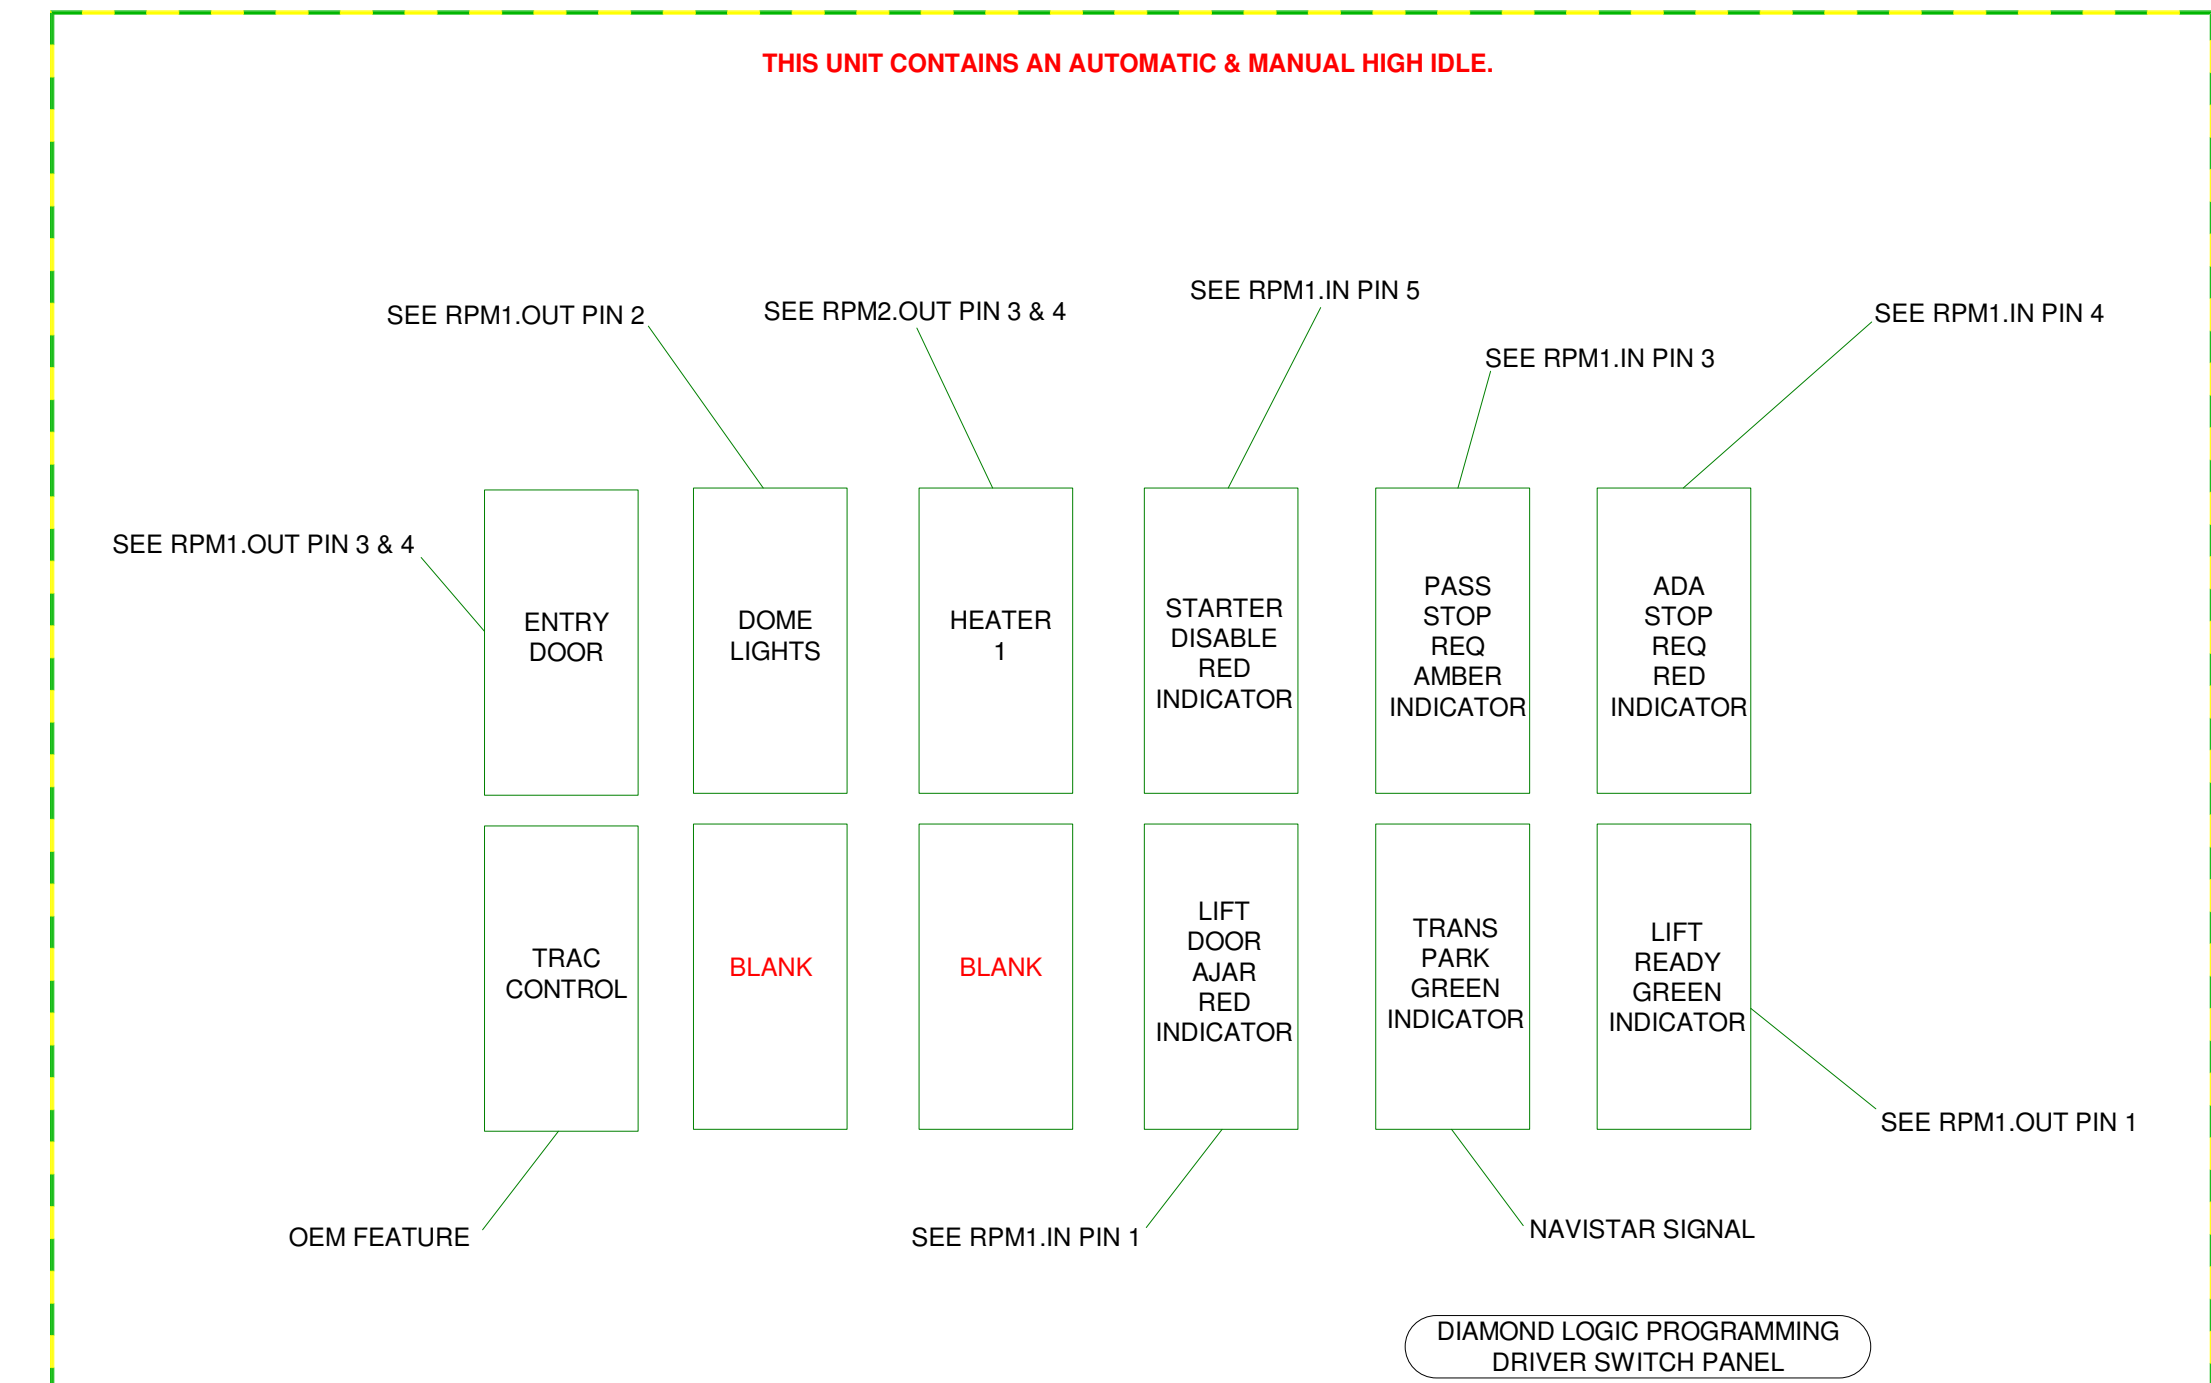 THIS UNIT CONTAINS AN AUTOMATIC & MANUAL HIGH IDLE.
SEE RPM1.OUT PIN 2
SEE RPM2.OUT PIN 3 & 4
SEE RPM1.IN PIN 5
SEE RPM1.IN PIN 3
SEE RPM1.IN PIN 4
SEE RPM1.OUT PIN 3 & 4
ENTRY
DOOR
DOME
LIGHTS
HEATER
1
STARTER
DISABLE
RED
INDICATOR
PASS
STOP
REQ
AMBER
INDICATOR
ADA
STOP
REQ
RED
INDICATOR
TRAC
CONTROL
BLANK
BLANK
LIFT
DOOR
AJAR
RED
INDICATOR
TRANS
PARK
GREEN
INDICATOR
LIFT
READY
GREEN
INDICATOR
SEE RPM1.OUT PIN 1
OEM FEATURE
SEE RPM1.IN PIN 1
NAVISTAR SIGNAL
DIAMOND LOGIC PROGRAMMING
DRIVER SWITCH PANEL